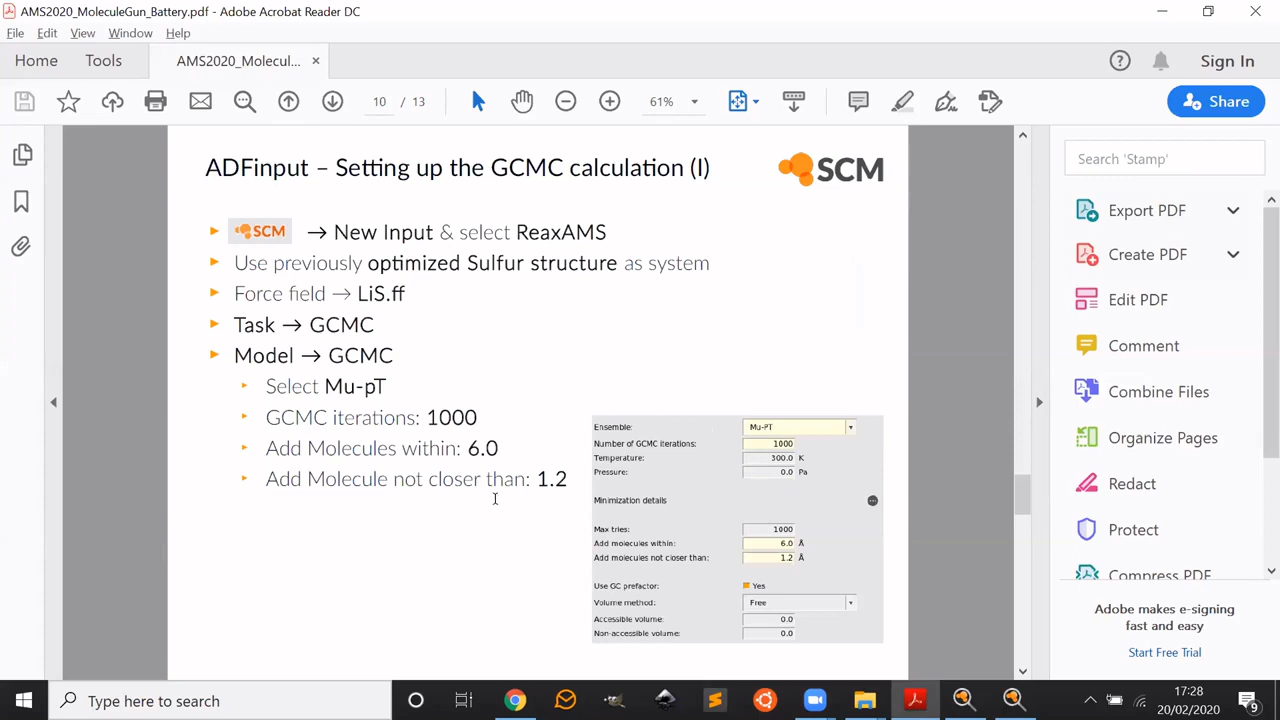 AMS2020_MoleculeGun_Battery.pdf - Adobe Acrobat Reader DC
File Edit View Window Help
Home Tools AMS2020_Molecul... × Sign In
10 / 13 61% Share
ADFinput – Setting up the GCMC calculation (I) SCM
SCM → New Input & select ReaxAMS
Use previously optimized Sulfur structure as system
Force field → LiS.ff
Task → GCMC
Model → GCMC
Select Mu-pT
GCMC iterations: 1000
Add Molecules within: 6.0
Add Molecule not closer than: 1.2
Ensemble: Mu-PT
Number of GCMC iterations: 1000
Temperature: 300.0 K
Pressure: 0.0 Pa
Minimization details
Max tries: 1000
Add molecules within: 6.0 Å
Add molecules not closer than: 1.2 Å
Use GC prefactor: Yes
Volume method: Free
Accessible volume: 0.0
Non-accessible volume: 0.0
Search 'Stamp'
Export PDF
Create PDF
Edit PDF
Comment
Combine Files
Organize Pages
Redact
Protect
Compress PDF
Adobe makes e-signing
fast and easy
Start Free Trial
Type here to search
17:28
20/02/2020
9